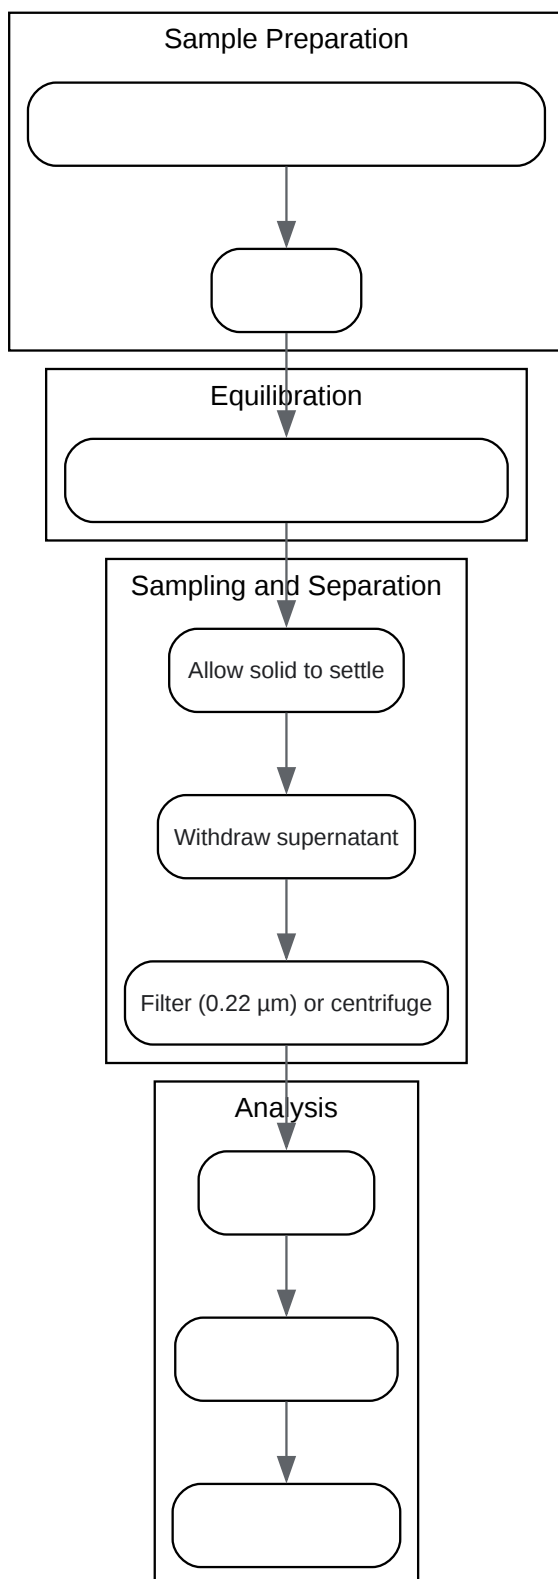 Sample Preparation
Equilibration
Sampling and Separation
Allow solid to settle
Withdraw supernatant
Filter (0.22 µm) or centrifuge
Analysis